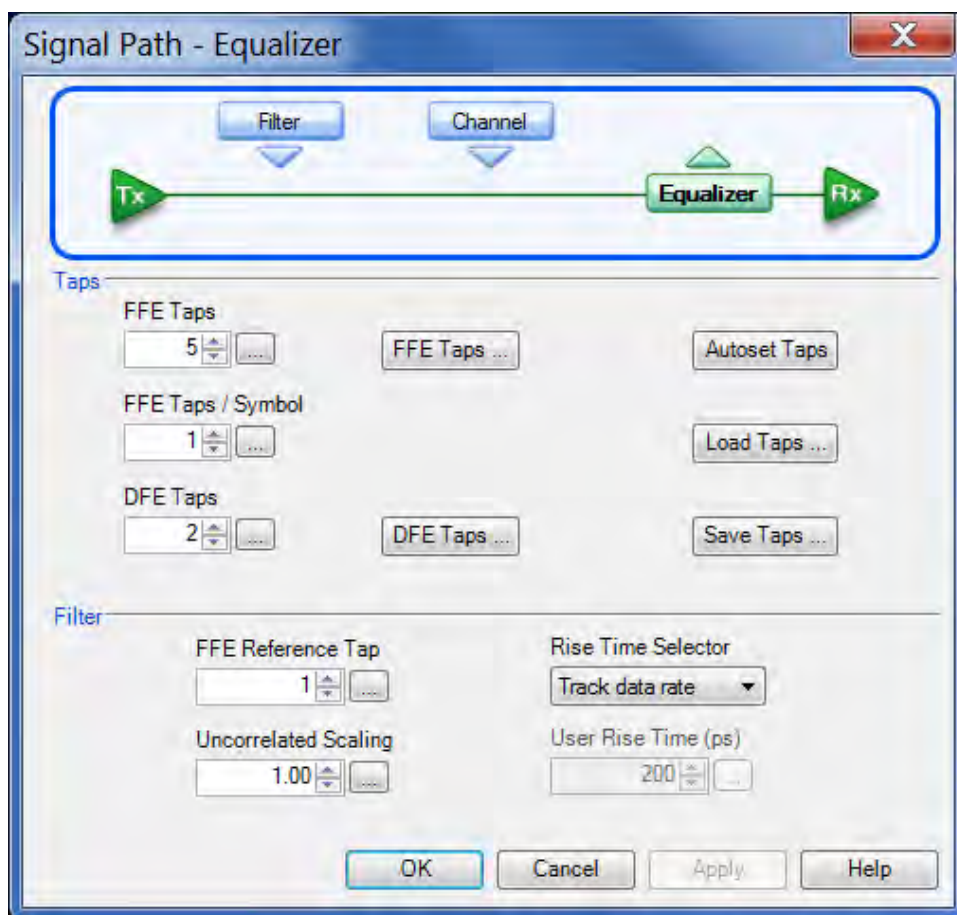 Signal Path - Equalizer
X
Filter Channel
Tx Equalizer Rx
Taps
FFE Taps
5 ... FFE Taps ... Autoset Taps
FFE Taps / Symbol
1 ... Load Taps ...
DFE Taps
2 ... DFE Taps ... Save Taps ...
Filter
FFE Reference Tap Rise Time Selector
1 ... Track data rate
Uncorrelated Scaling User Rise Time (ps)
1.00 ... 200 ...
OK Cancel Apply Help